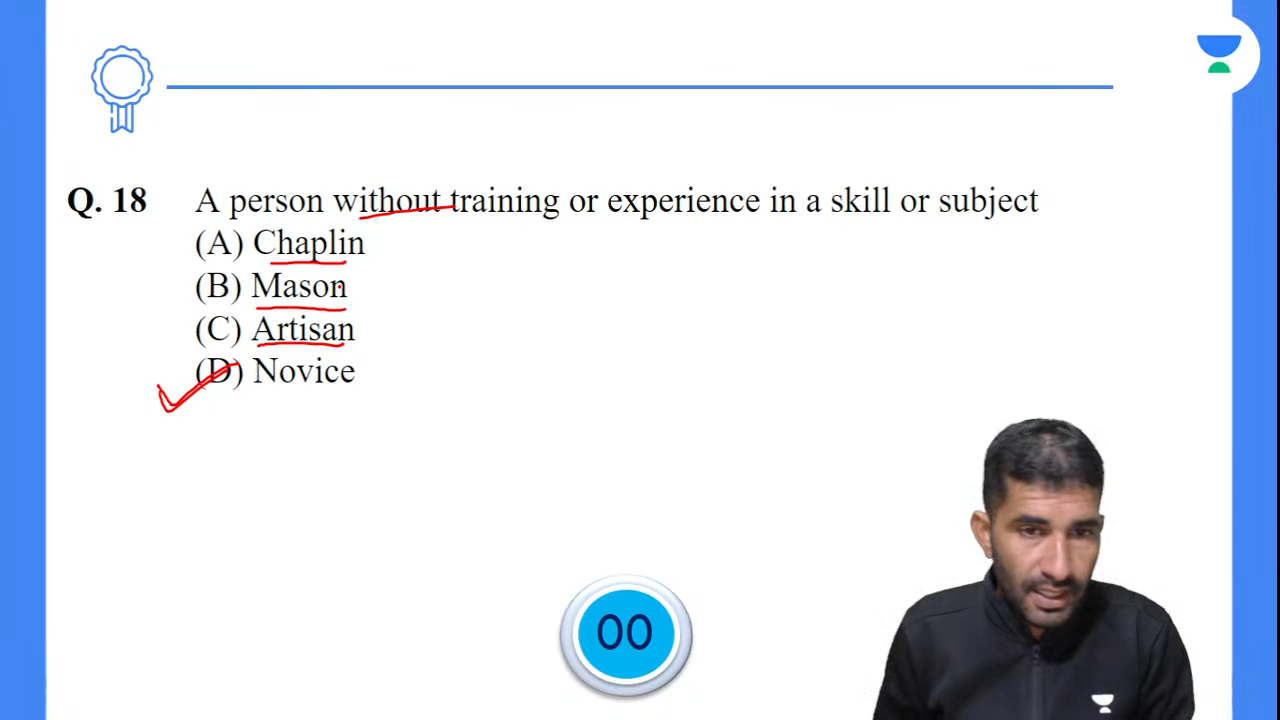 Q. 18 A person without training or experience in a skill or subject
(A) Chaplin
(B) Mason
(C) Artisan
(D) Novice
00